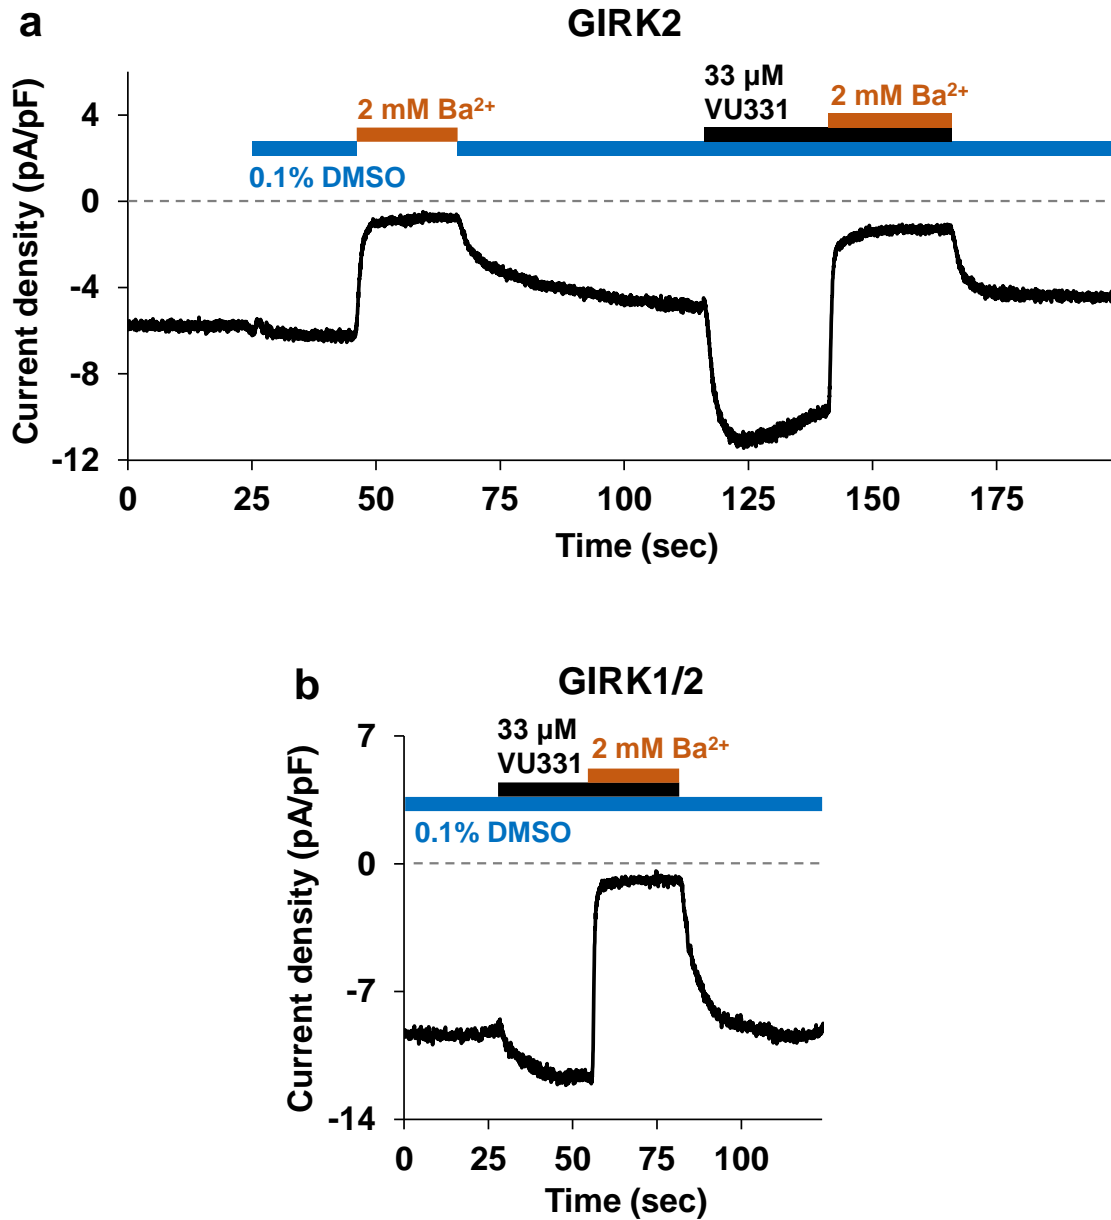 a
GIRK2
33 µM
VU331
2 mM Ba²⁺
2 mM Ba²⁺
0.1% DMSO
Current density (pA/pF)
4
0
-4
-8
-12
0 25 50 75 100 125 150 175
Time (sec)
b
GIRK1/2
33 µM
VU331
2 mM Ba²⁺
0.1% DMSO
Current density (pA/pF)
7
0
-7
-14
0 25 50 75 100
Time (sec)